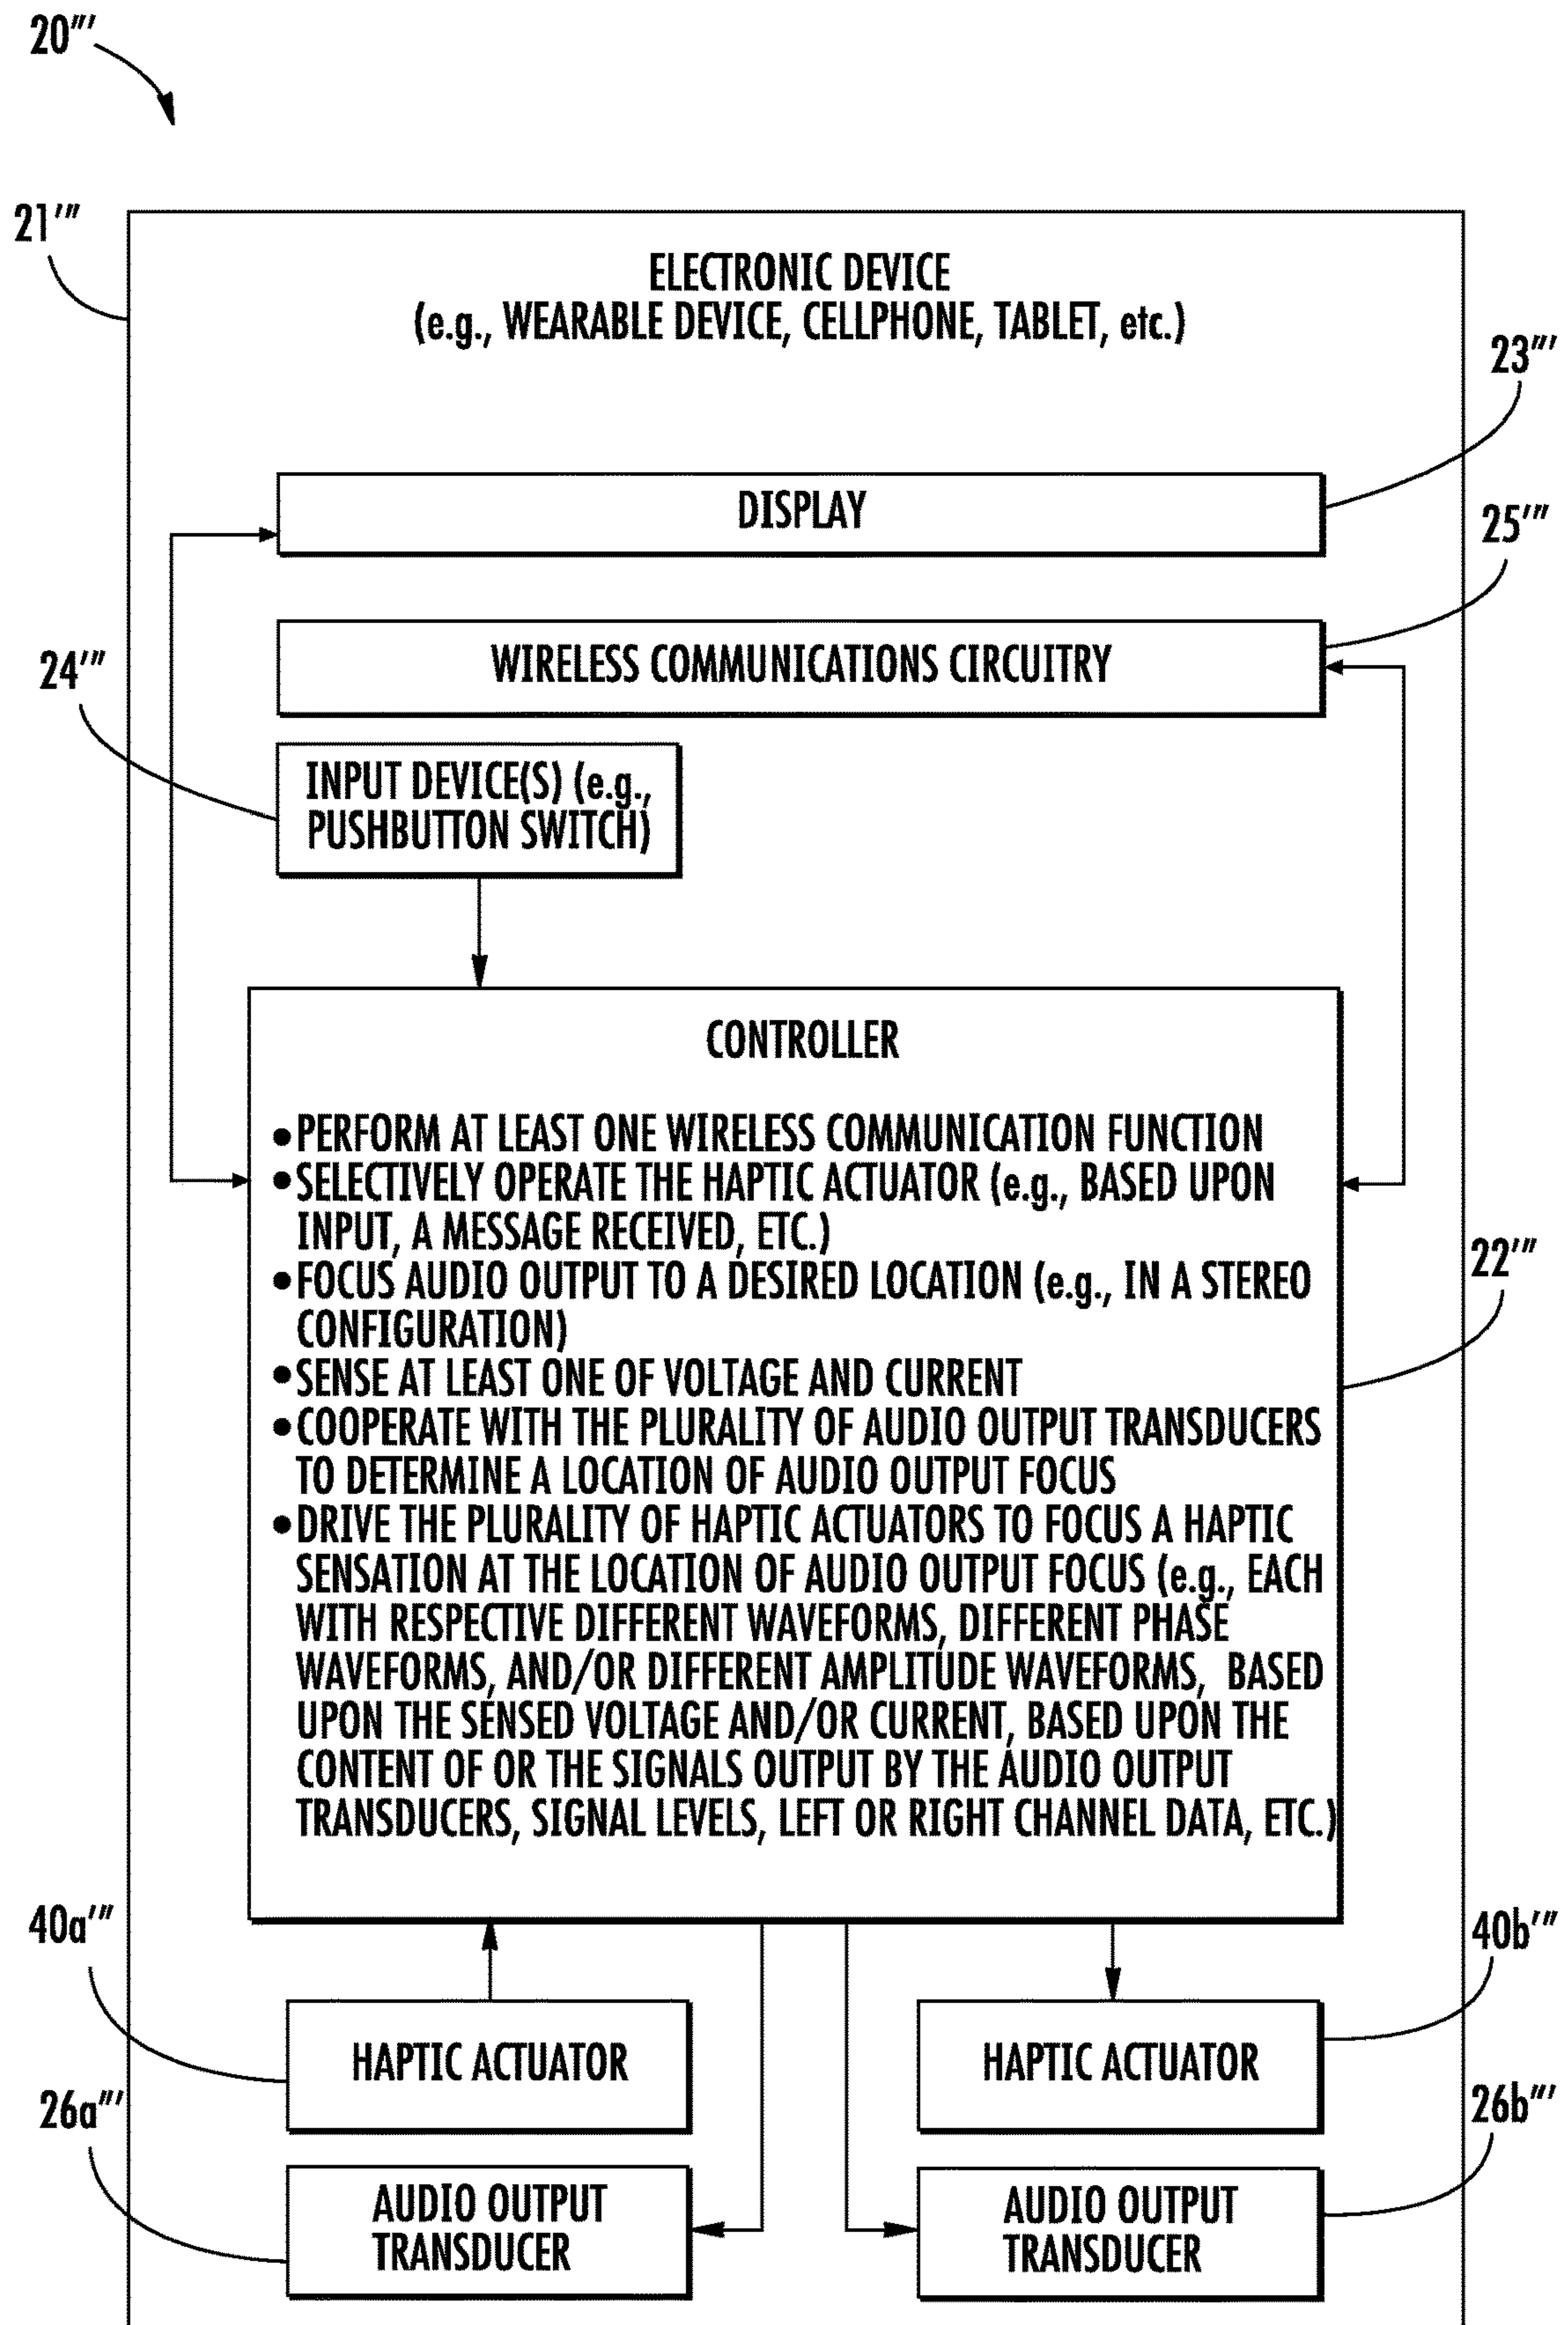 20'''
21'''
ELECTRONIC DEVICE
(e.g., WEARABLE DEVICE, CELLPHONE, TABLET, etc.)
23'''
DISPLAY
25'''
WIRELESS COMMUNICATIONS CIRCUITRY
24'''
INPUT DEVICE(S) (e.g.,
PUSHBUTTON SWITCH)
CONTROLLER
•PERFORM AT LEAST ONE WIRELESS COMMUNICATION FUNCTION
•SELECTIVELY OPERATE THE HAPTIC ACTUATOR (e.g., BASED UPON
INPUT, A MESSAGE RECEIVED, ETC.)
•FOCUS AUDIO OUTPUT TO A DESIRED LOCATION (e.g., IN A STEREO
CONFIGURATION)
•SENSE AT LEAST ONE OF VOLTAGE AND CURRENT
•COOPERATE WITH THE PLURALITY OF AUDIO OUTPUT TRANSDUCERS
TO DETERMINE A LOCATION OF AUDIO OUTPUT FOCUS
•DRIVE THE PLURALITY OF HAPTIC ACTUATORS TO FOCUS A HAPTIC
SENSATION AT THE LOCATION OF AUDIO OUTPUT FOCUS (e.g., EACH
WITH RESPECTIVE DIFFERENT WAVEFORMS, DIFFERENT PHASE
WAVEFORMS, AND/OR DIFFERENT AMPLITUDE WAVEFORMS, BASED
UPON THE SENSED VOLTAGE AND/OR CURRENT, BASED UPON THE
CONTENT OF OR THE SIGNALS OUTPUT BY THE AUDIO OUTPUT
TRANSDUCERS, SIGNAL LEVELS, LEFT OR RIGHT CHANNEL DATA, ETC.)
22'''
40a'''
HAPTIC ACTUATOR
40b'''
HAPTIC ACTUATOR
26a'''
AUDIO OUTPUT
TRANSDUCER
26b'''
AUDIO OUTPUT
TRANSDUCER